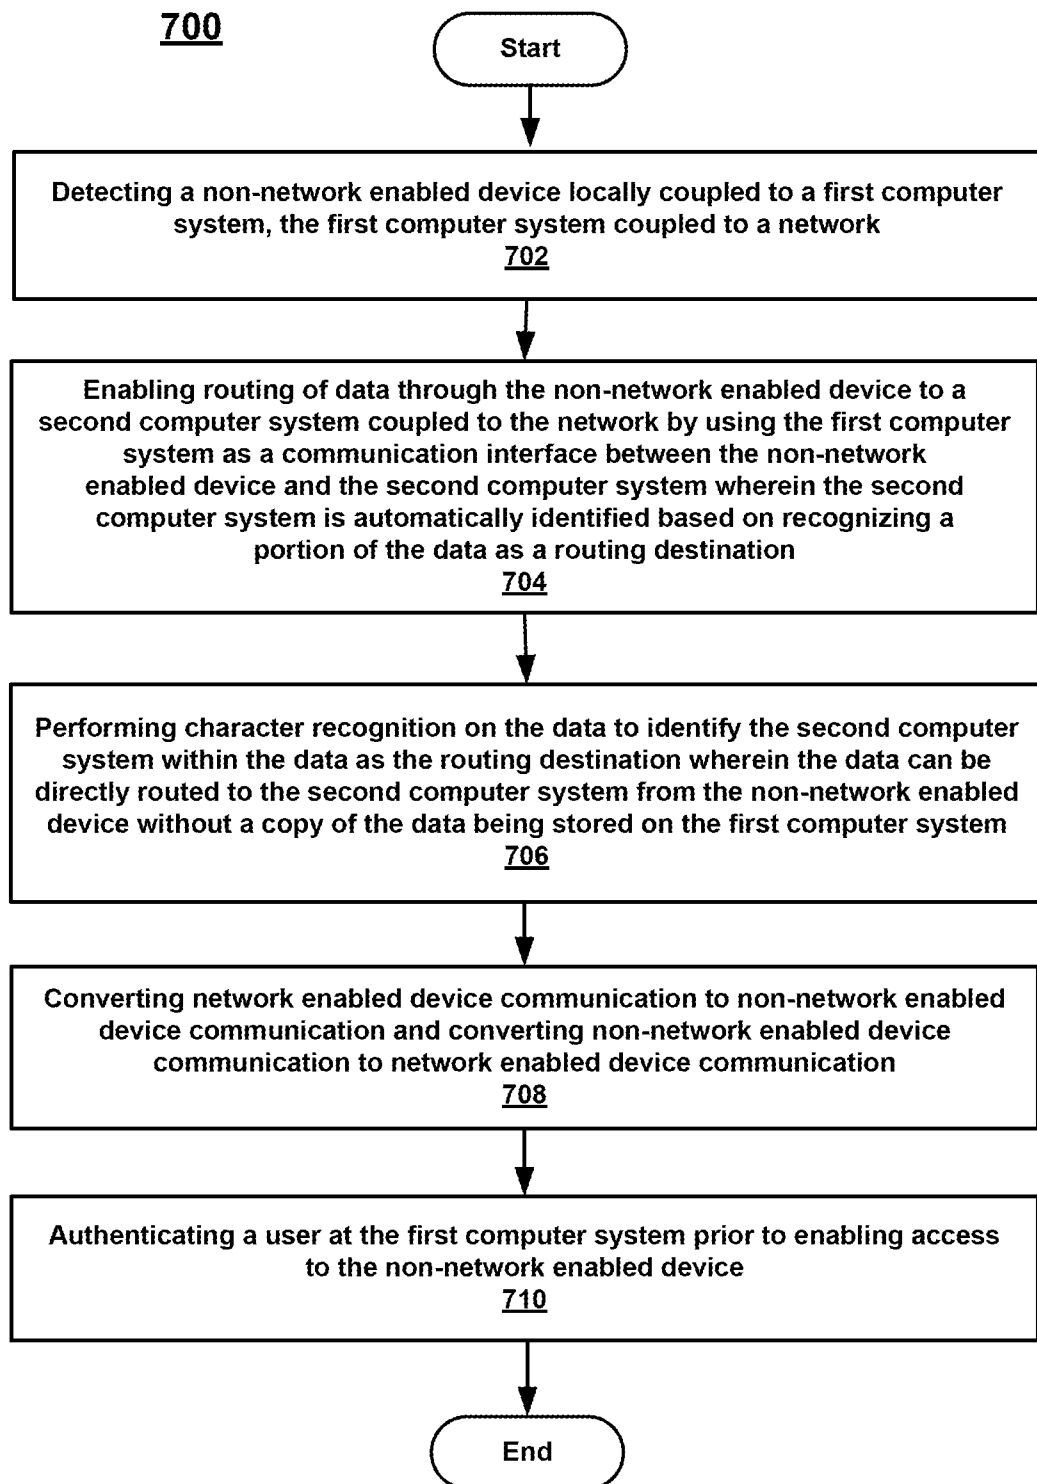 700
Start
Detecting a non-network enabled device locally coupled to a first computer
system, the first computer system coupled to a network
702
Enabling routing of data through the non-network enabled device to a
second computer system coupled to the network by using the first computer
system as a communication interface between the non-network
enabled device and the second computer system wherein the second
computer system is automatically identified based on recognizing a
portion of the data as a routing destination
704
Performing character recognition on the data to identify the second computer
system within the data as the routing destination wherein the data can be
directly routed to the second computer system from the non-network enabled
device without a copy of the data being stored on the first computer system
706
Converting network enabled device communication to non-network enabled
device communication and converting non-network enabled device
communication to network enabled device communication
708
Authenticating a user at the first computer system prior to enabling access
to the non-network enabled device
710
End